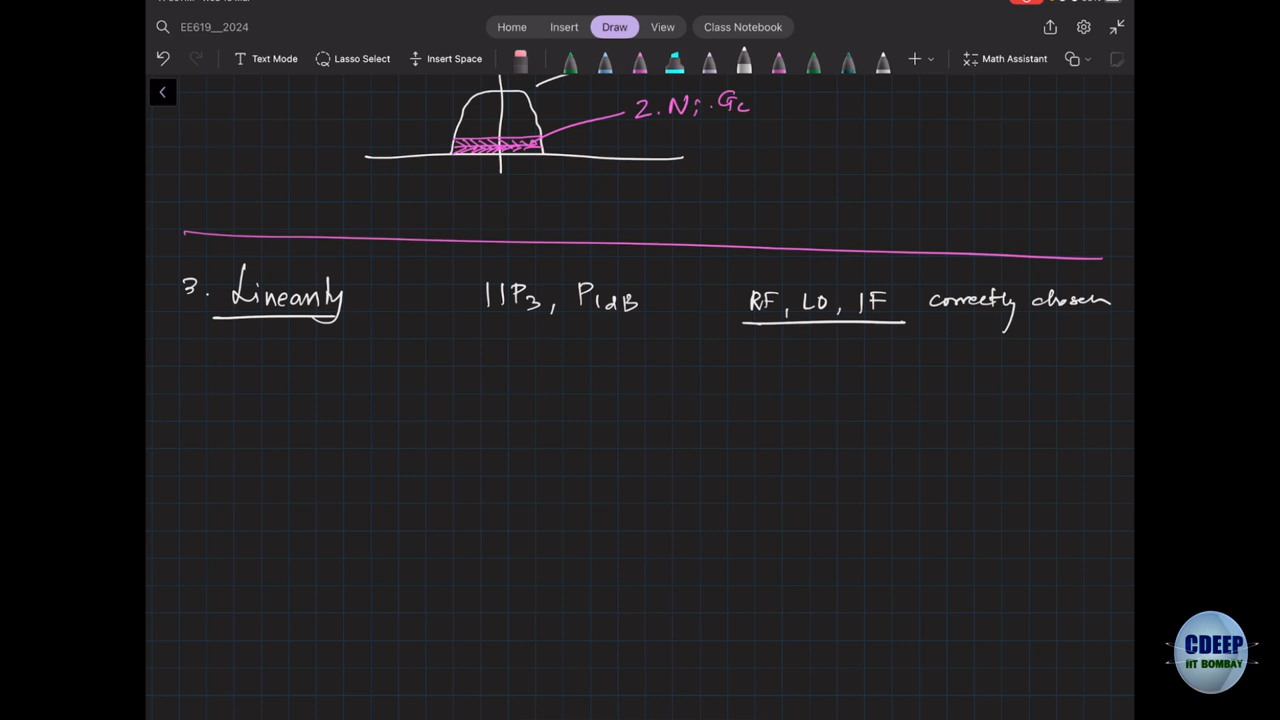 EE619__2024
Home Insert Draw View Class Notebook
Text Mode Lasso Select Insert Space Math Assistant
2. Ni . Gc
3. Linearity IIP3, P1dB RF, LO, IF correctly chosen
CDEEP
IIT BOMBAY